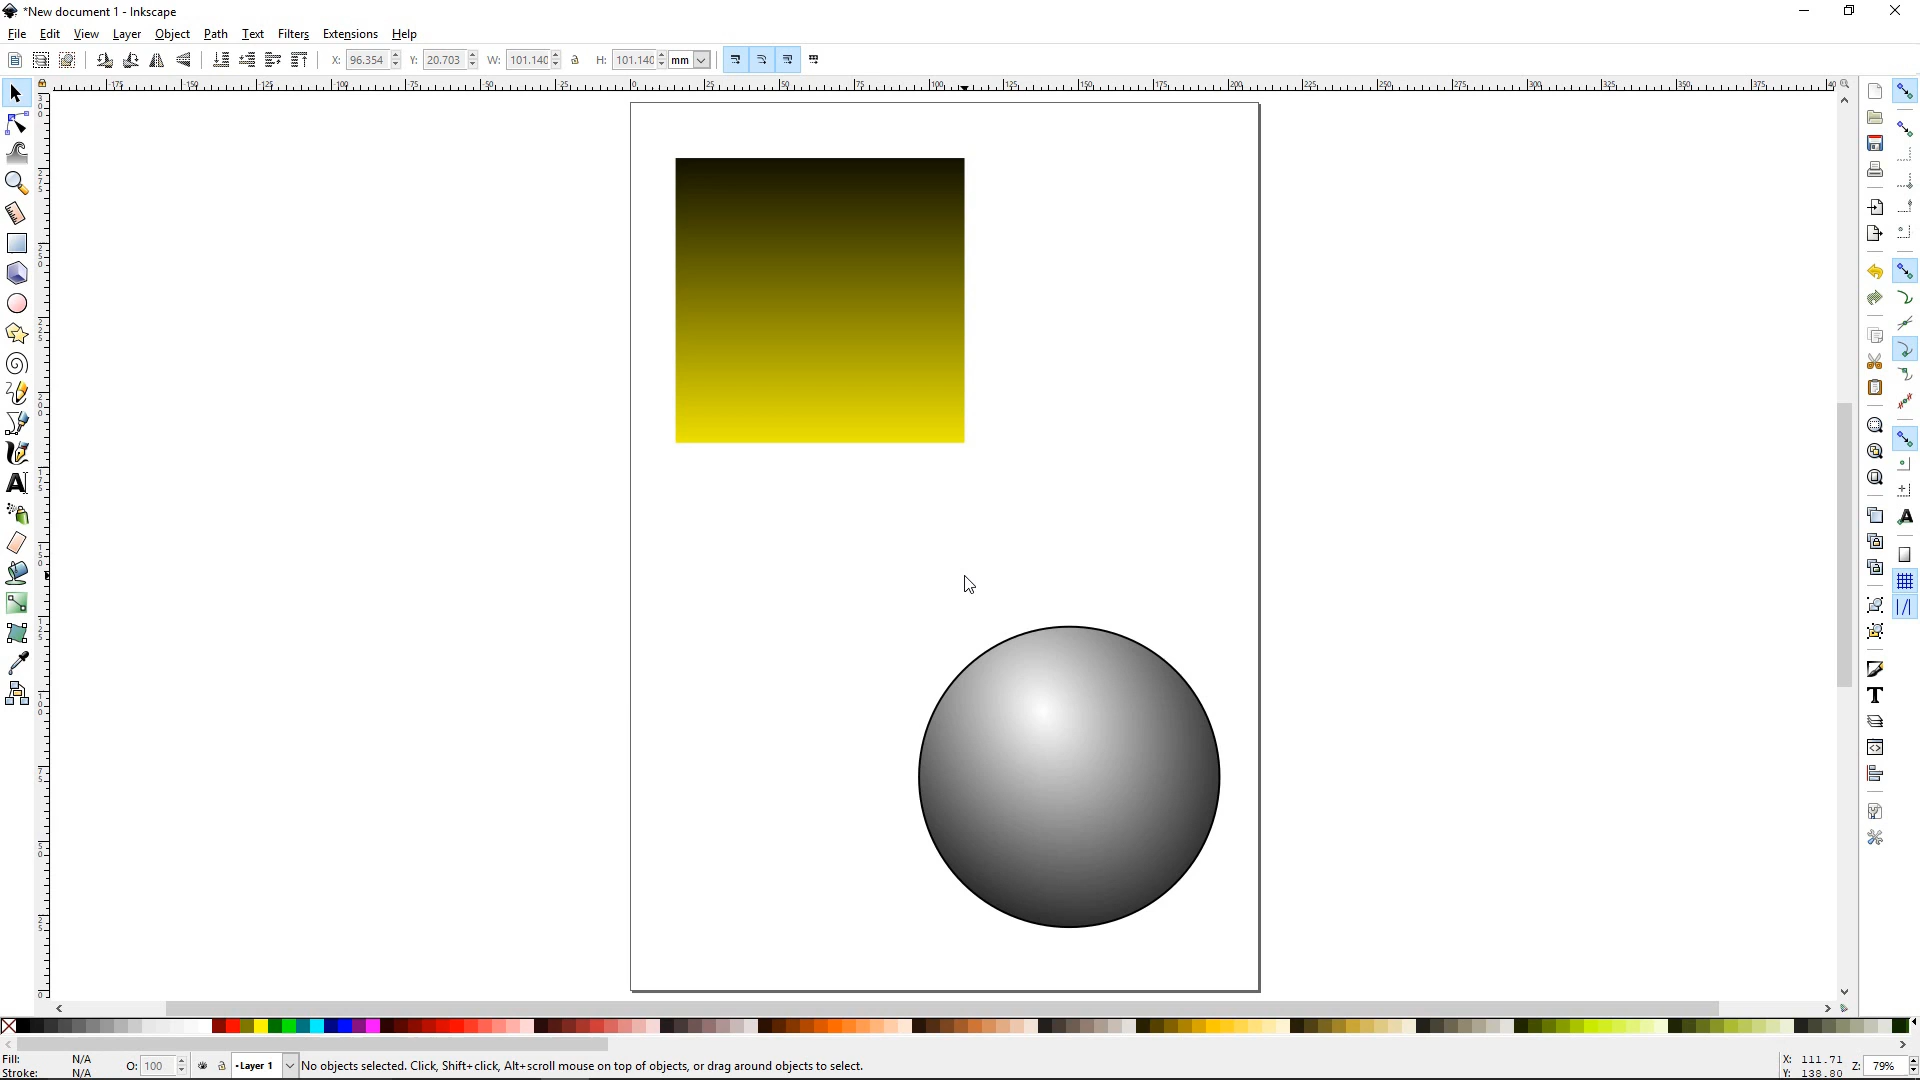 *New document 1 - Inkscape
File Edit View Layer Object Path Text Filters Extensions Help
X: 96.354 Y: 20.703 W: 101.140 H: 101.140 mm
Fill: N/A O: 100 •Layer 1 No objects selected. Click, Shift+click, Alt+scroll mouse on top of objects, or drag around objects to select. X: 111.71 Z: 79%
Stroke: N/A Y: 138.80